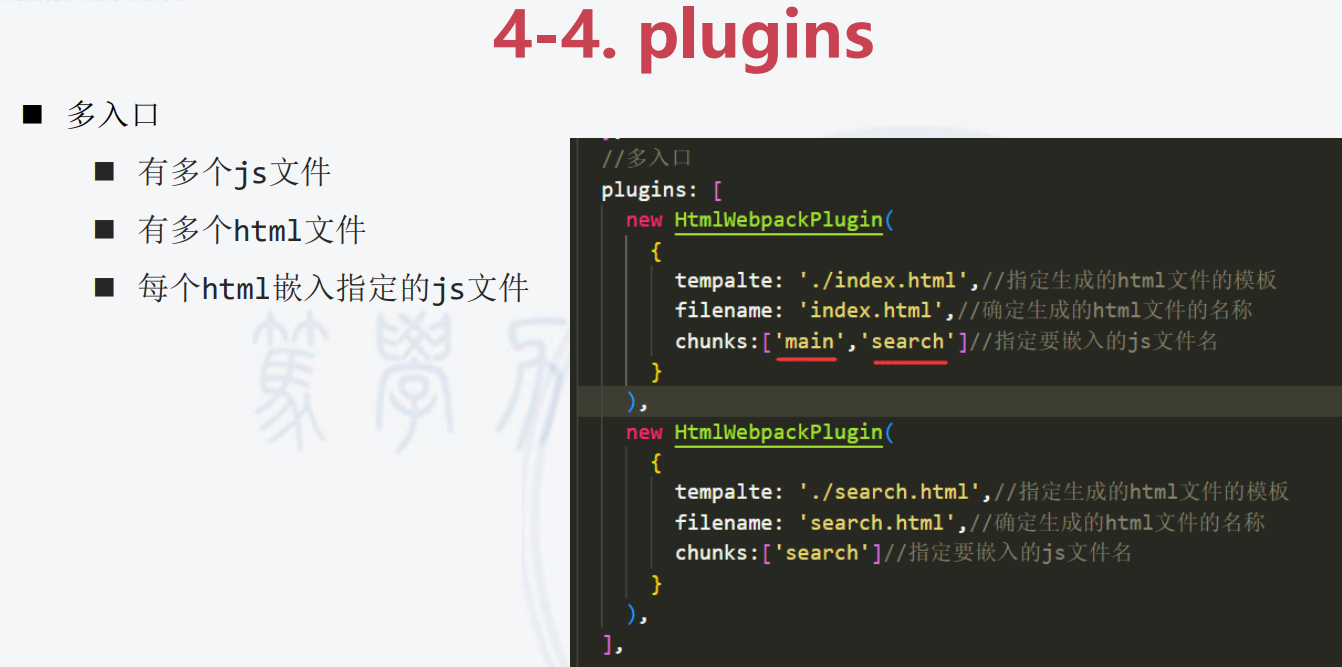 4-4. plugins
■ 多入口
■ 有多个js文件
■ 有多个html文件
■ 每个html嵌入指定的js文件
//多入口
plugins: [
new HtmlWebpackPlugin(
{
tempalte: './index.html',//指定生成的html文件的模板
filename: 'index.html',//确定生成的html文件的名称
chunks:['main','search']//指定要嵌入的js文件名
}
),
new HtmlWebpackPlugin(
{
tempalte: './search.html',//指定生成的html文件的模板
filename: 'search.html',//确定生成的html文件的名称
chunks:['search']//指定要嵌入的js文件名
}
),
],